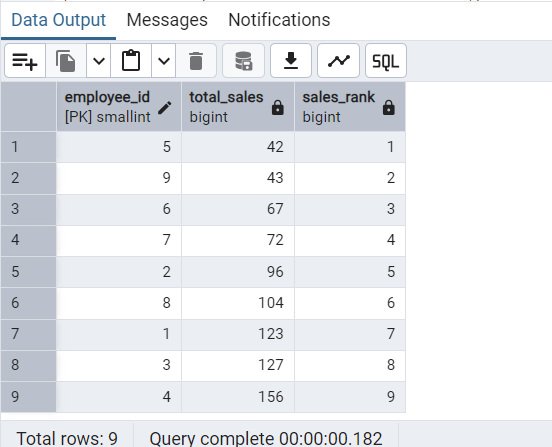 Data Output Messages Notifications
SQL
employee_id total_sales sales_rank
[PK] smallint bigint bigint
1 5 42 1
2 9 43 2
3 6 67 3
4 7 72 4
5 2 96 5
6 8 104 6
7 1 123 7
8 3 127 8
9 4 156 9
Total rows: 9 Query complete 00:00:00.182